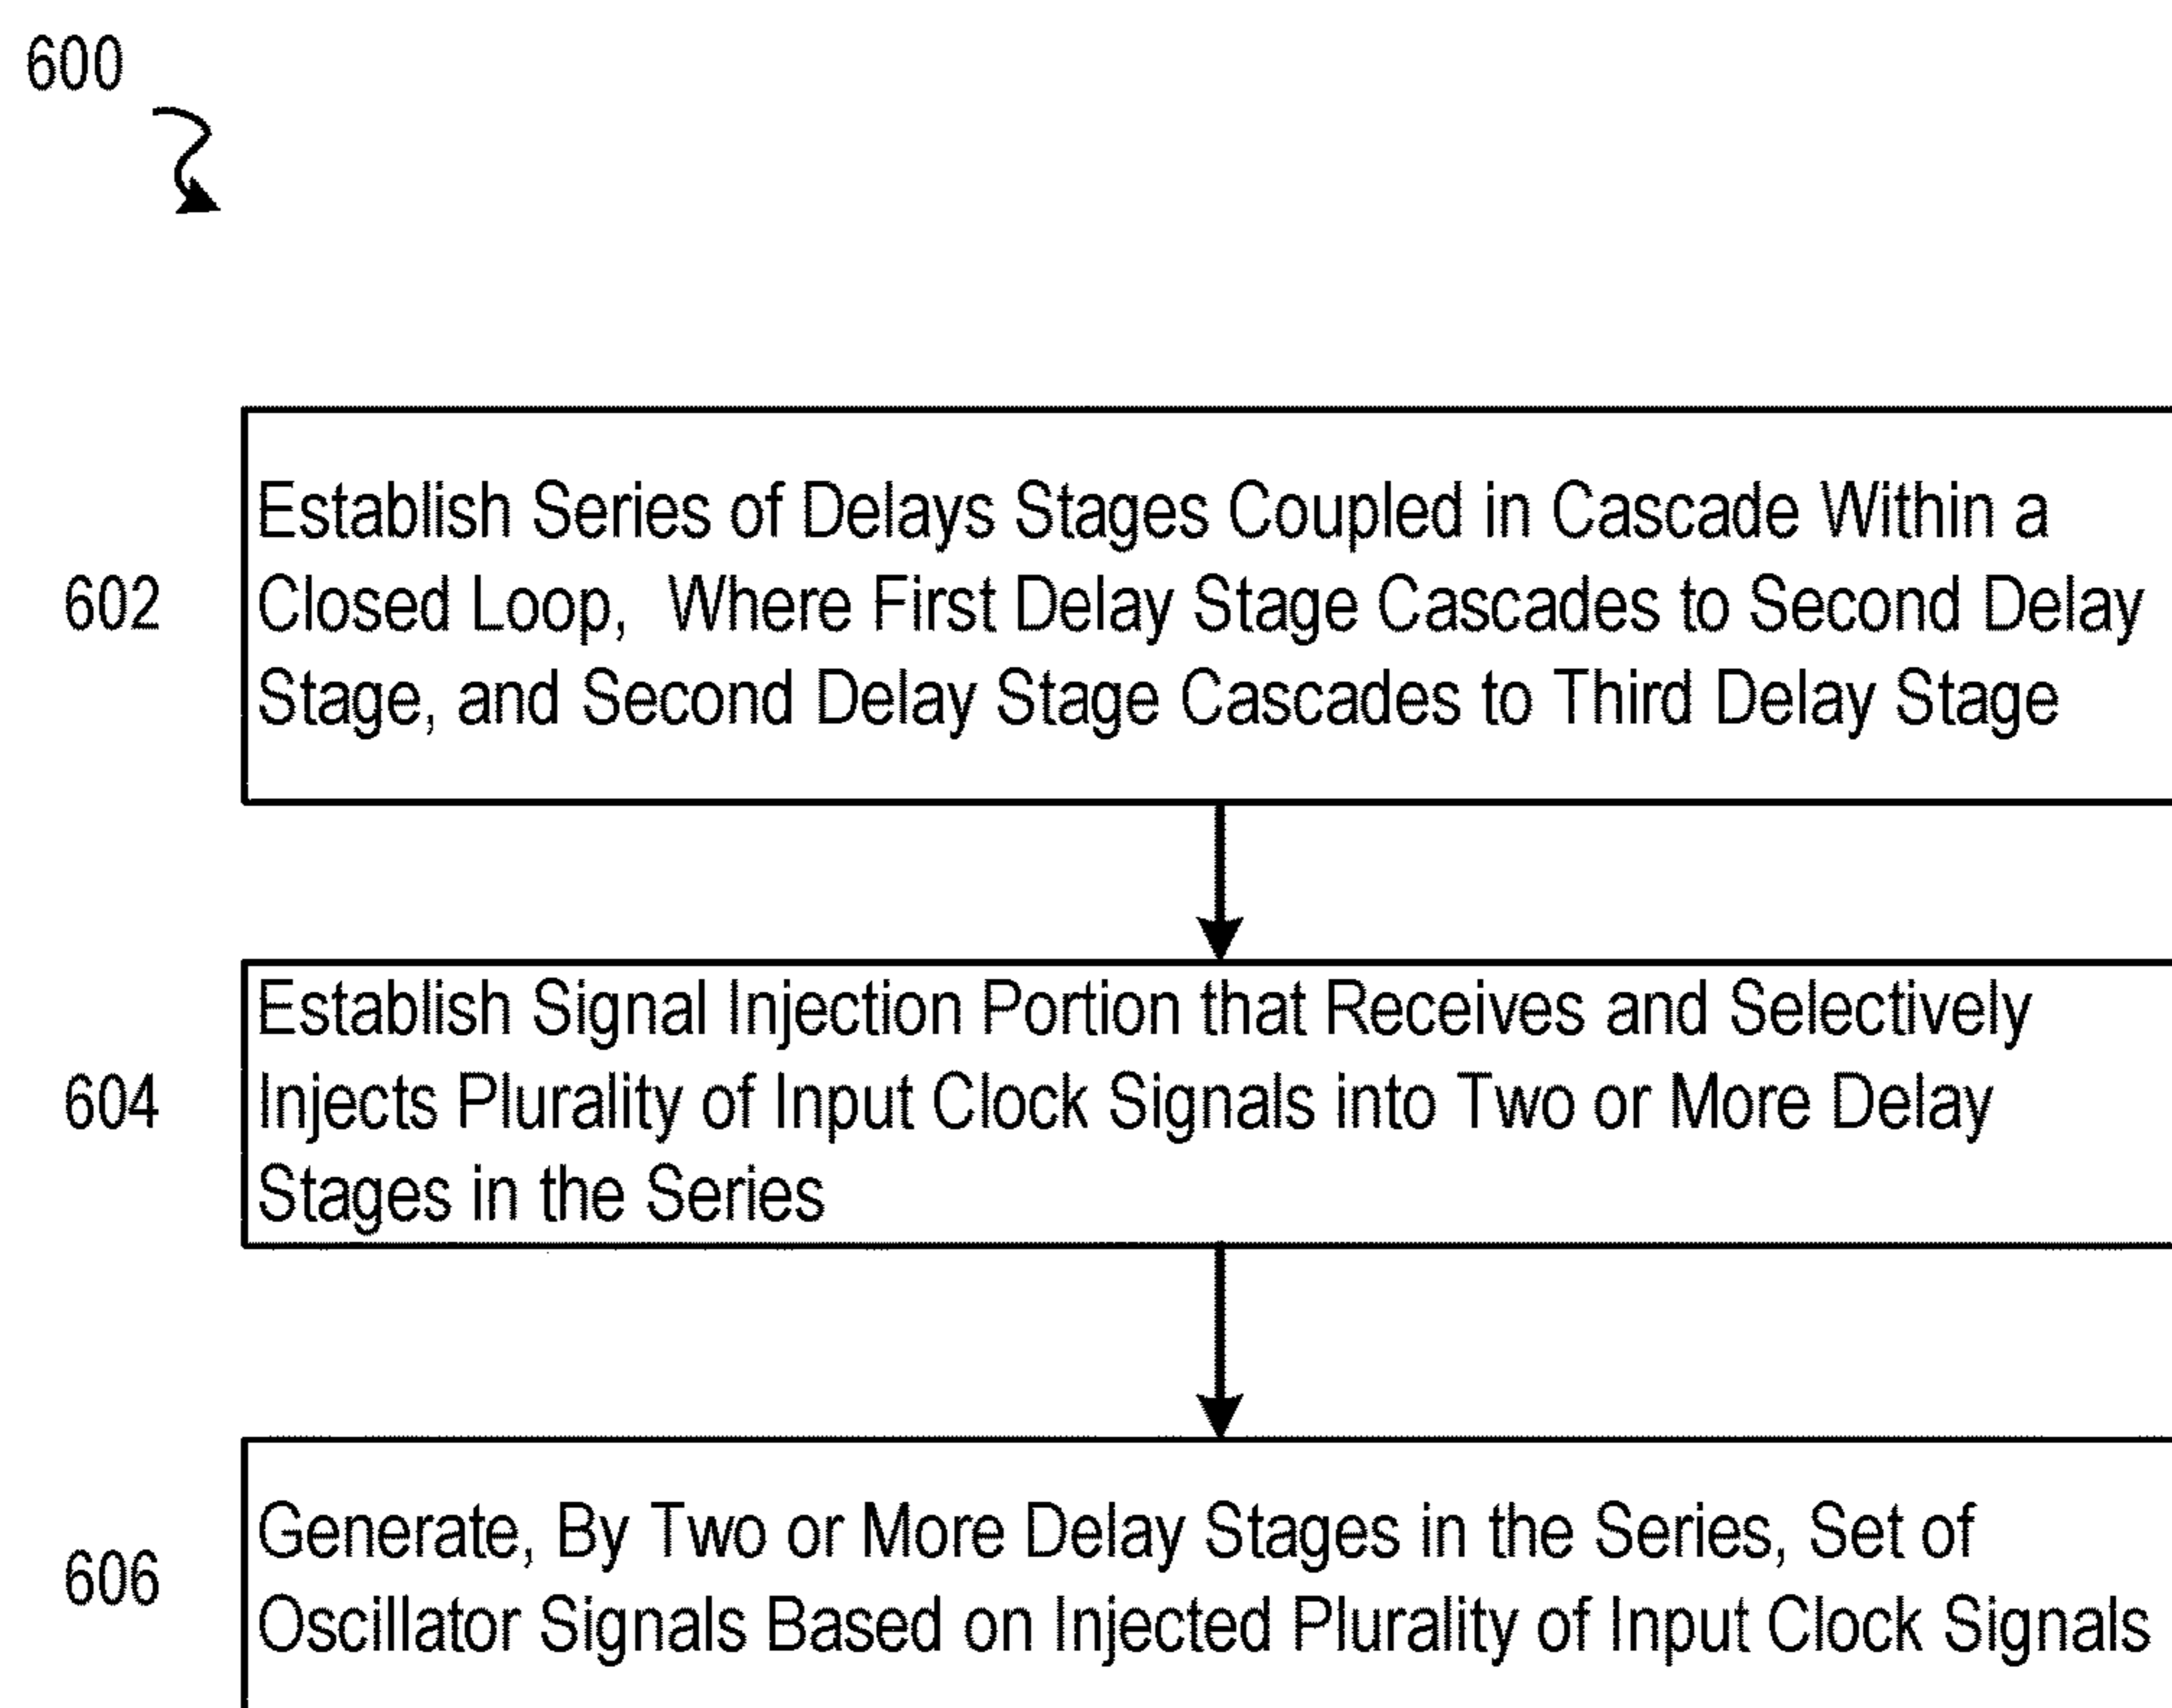 600
Establish Series of Delays Stages Coupled in Cascade Within a
602
Closed Loop, Where First Delay Stage Cascades to Second Delay
Stage, and Second Delay Stage Cascades to Third Delay Stage
Establish Signal Injection Portion that Receives and Selectively
604
Injects Plurality of Input Clock Signals into Two or More Delay
Stages in the Series
606
Generate, By Two or More Delay Stages in the Series, Set of
Oscillator Signals Based on Injected Plurality of Input Clock Signals